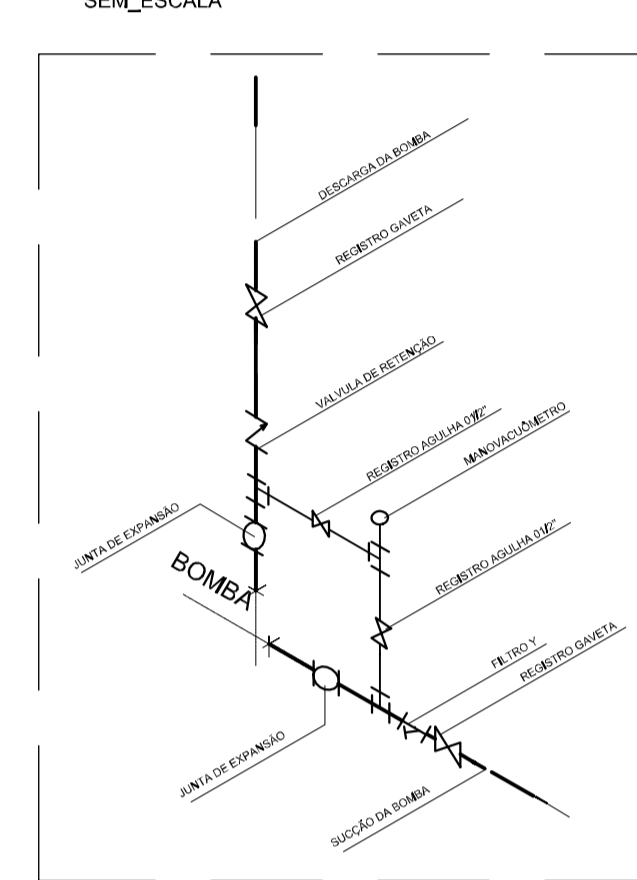 SEM_ESCALA
DESCARGA DA BOMBA
REGISTRO GAVETA
VALVULA DE RETENÇÃO
REGISTRO AGULHA 01/2"
MANOVACUÔMETRO
JUNTA DE EXPANSÃO
BOMBA
REGISTRO AGULHA 01/2"
FILTRO Y
REGISTRO GAVETA
JUNTA DE EXPANSÃO
SUCÇÃO DA BOMBA